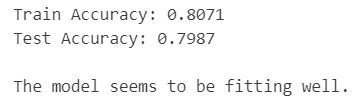 Train Accuracy: 0.8071
Test Accuracy: 0.7987
The model seems to be fitting well.